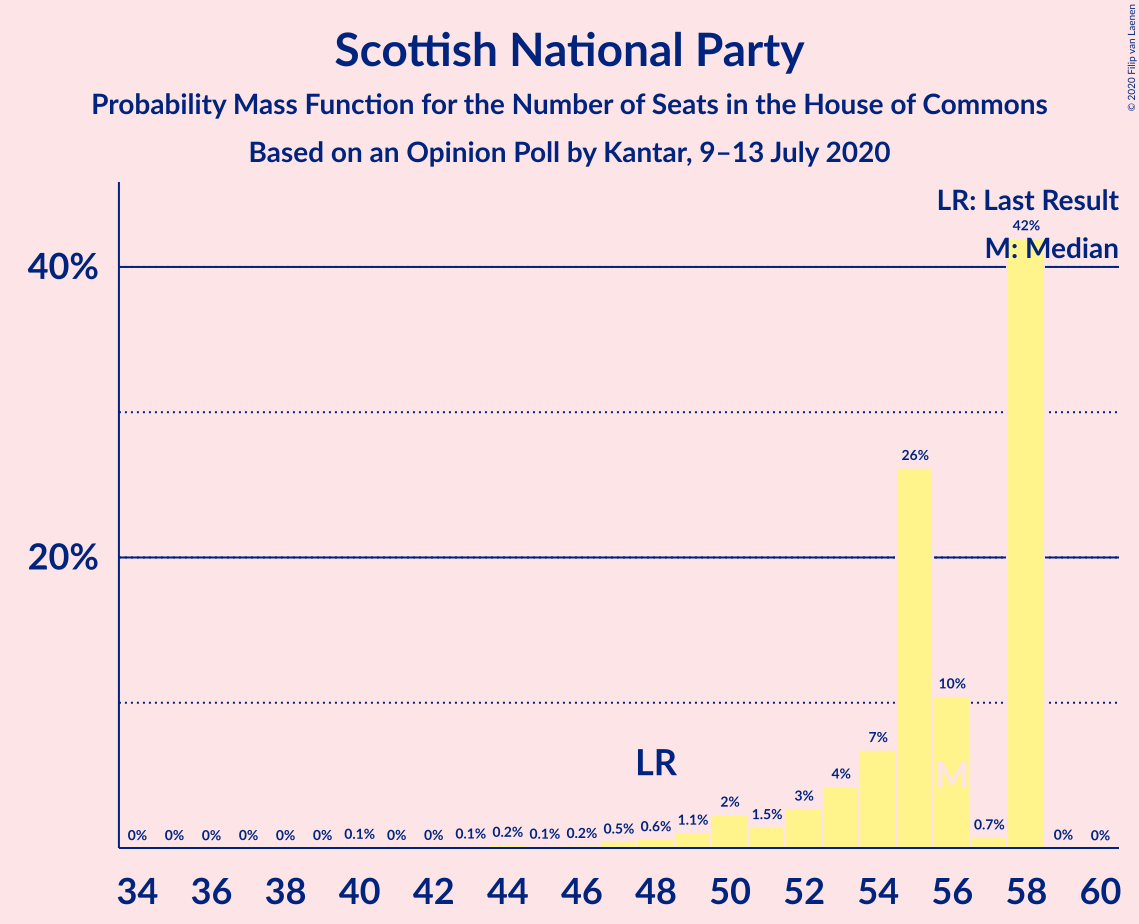 Scottish National Party
Probability Mass Function for the Number of Seats in the House of Commons
Based on an Opinion Poll by Kantar, 9–13 July 2020
© 2020 Filip van Laenen
LR: Last Result
M: Median
40%
20%
0% 0% 0% 0% 0% 0% 0.1% 0% 0% 0.1% 0.2% 0.1% 0.2% 0.5% 0.6% 1.1% 2% 1.5% 3% 4% 7% 26% 10% 0.7% 42% 0% 0%
LR
M
34 36 38 40 42 44 46 48 50 52 54 56 58 60